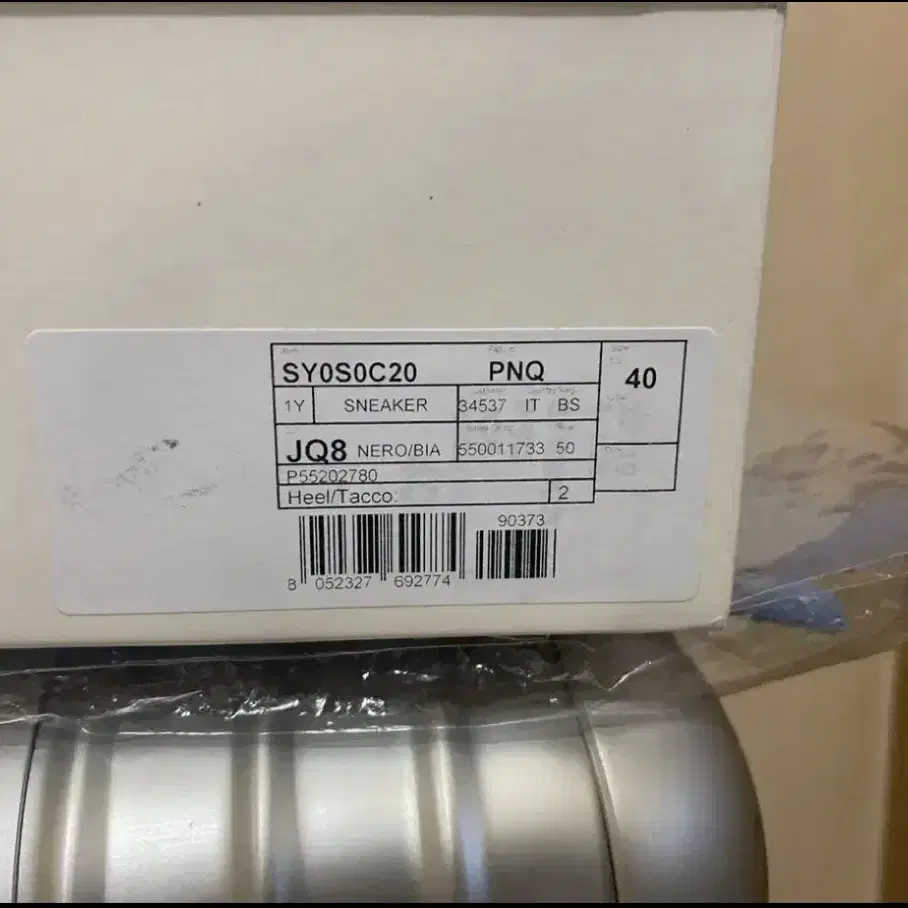 SY0S0C20 PNQ 40
1Y SNEAKER 34537 IT BS
JQ8 NERO/BIA 550011733 50
P55202780
Heel/Tacco: 2
90373
8 052327 692774